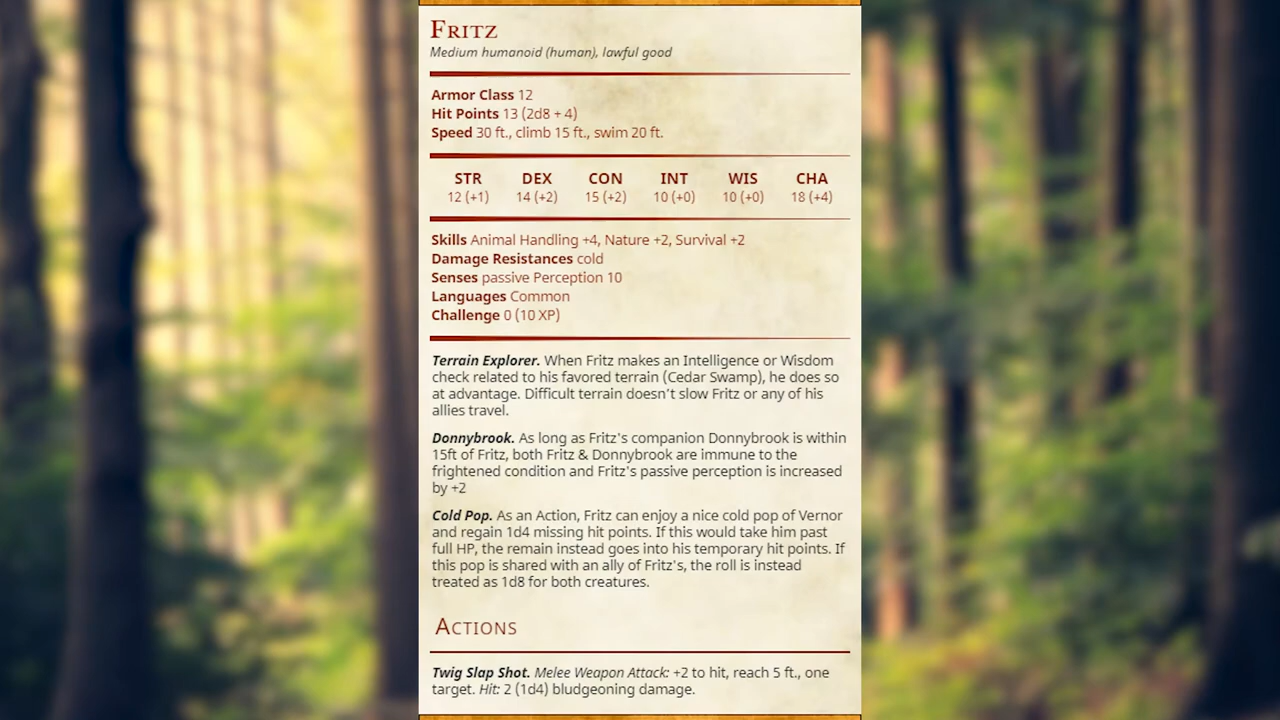 Fritz
Medium humanoid (human), lawful good
Armor Class 12
Hit Points 13 (2d8 + 4)
Speed 30 ft., climb 15 ft., swim 20 ft.
STR DEX CON INT WIS CHA
12 (+1) 14 (+2) 15 (+2) 10 (+0) 10 (+0) 18 (+4)
Skills Animal Handling +4, Nature +2, Survival +2
Damage Resistances cold
Senses passive Perception 10
Languages Common
Challenge 0 (10 XP)
Terrain Explorer. When Fritz makes an Intelligence or Wisdom
check related to his favored terrain (Cedar Swamp), he does so
at advantage. Difficult terrain doesn't slow Fritz or any of his
allies travel.
Donnybrook. As long as Fritz's companion Donnybrook is within
15ft of Fritz, both Fritz & Donnybrook are immune to the
frightened condition and Fritz's passive perception is increased
by +2
Cold Pop. As an Action, Fritz can enjoy a nice cold pop of Vernor
and regain 1d4 missing hit points. If this would take him past
full HP, the remain instead goes into his temporary hit points. If
this pop is shared with an ally of Fritz's, the roll is instead
treated as 1d8 for both creatures.
Actions
Twig Slap Shot. Melee Weapon Attack: +2 to hit, reach 5 ft., one
target. Hit: 2 (1d4) bludgeoning damage.